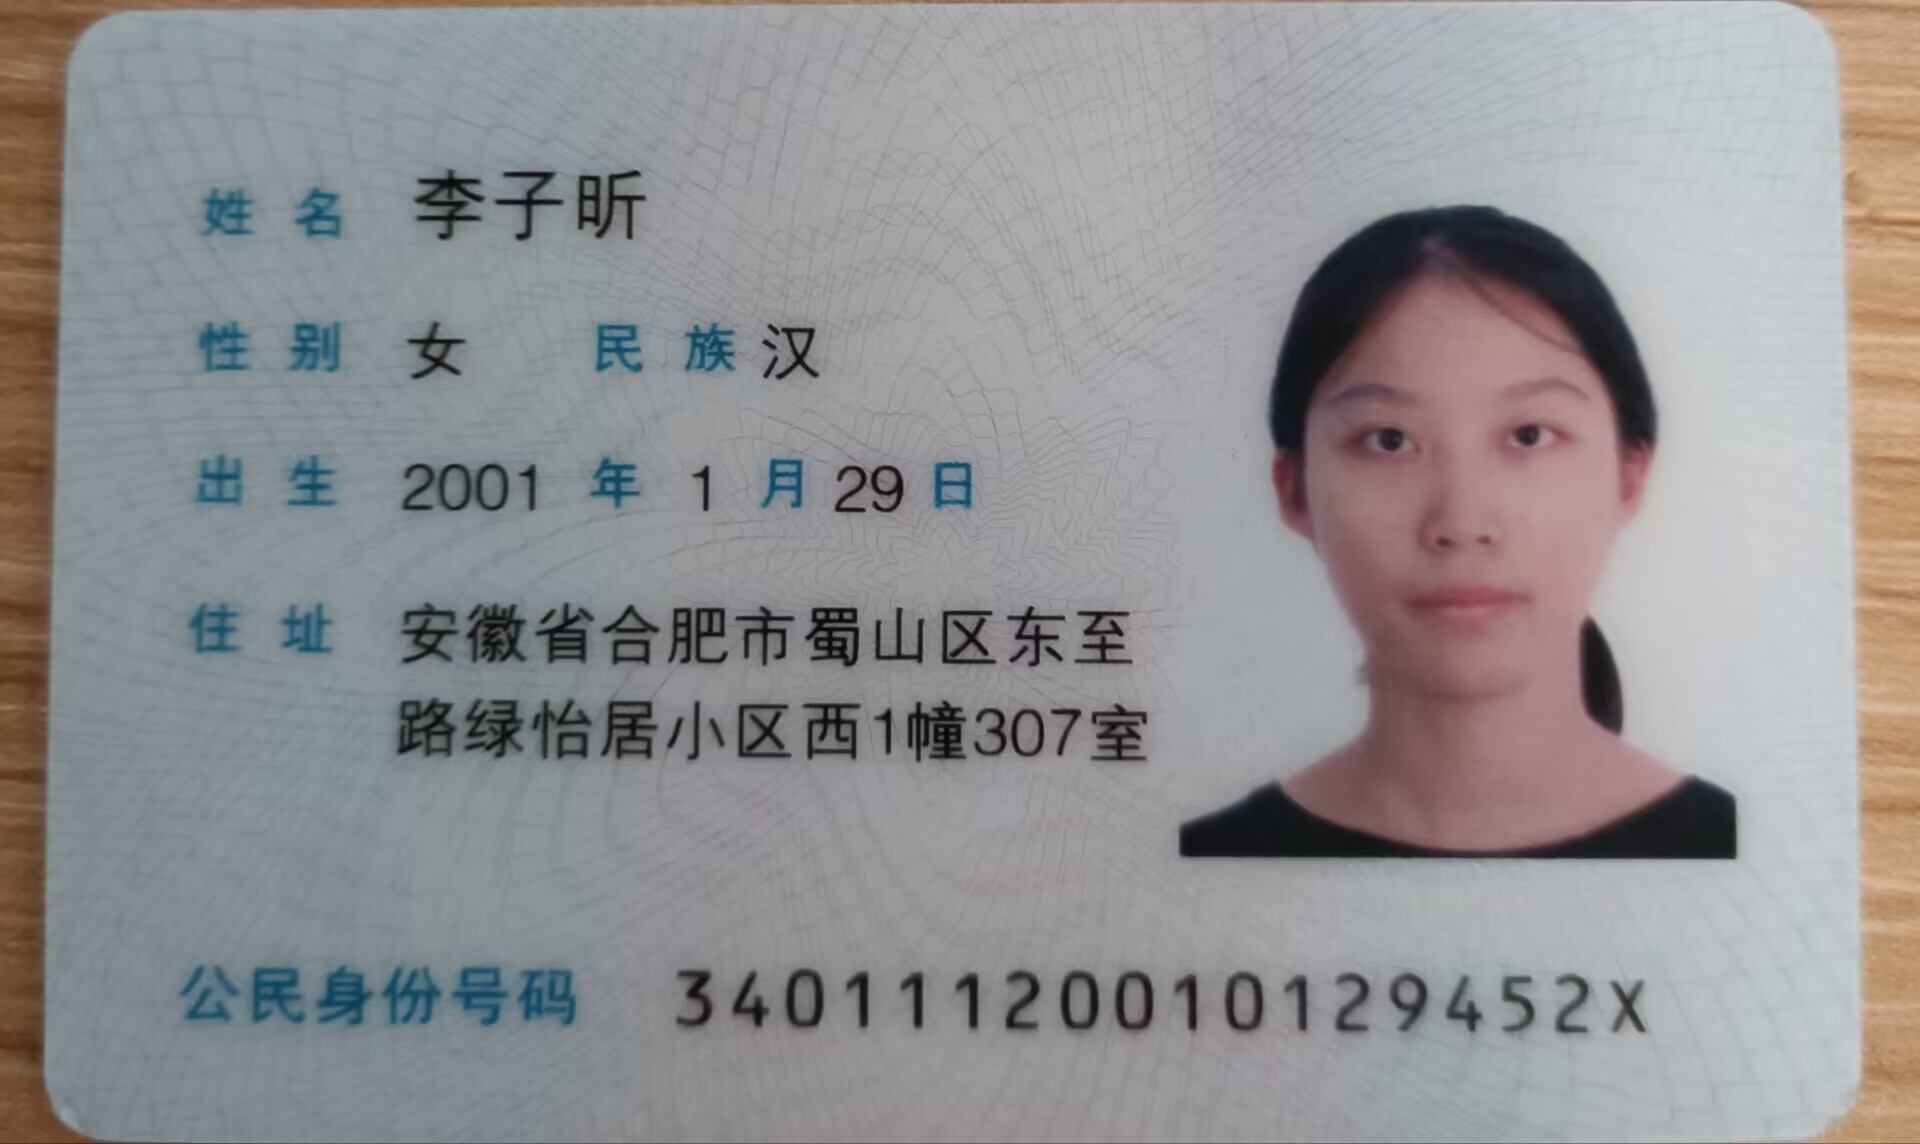 姓名 李子昕
性别 女 民族 汉
出生 2001 年 1 月 29 日
住址 安徽省合肥市蜀山区东至
路绿怡居小区西1幢307室
公民身份号码 34011120010129452X